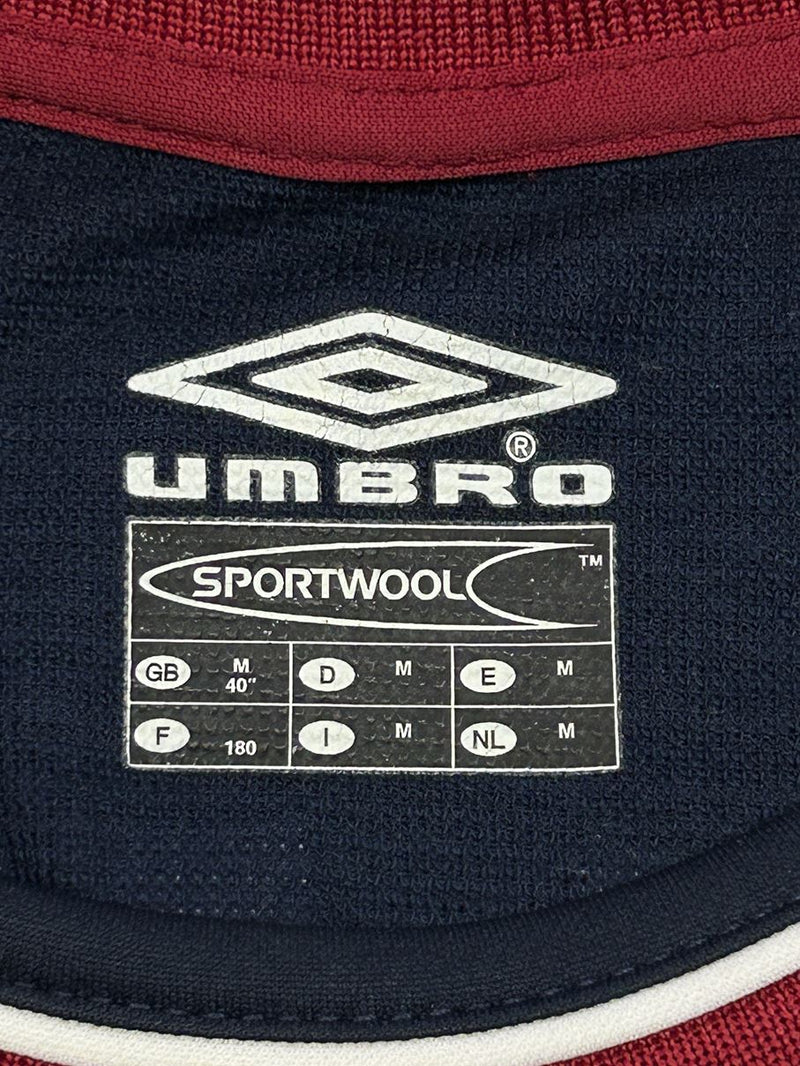 UMBRO®
SPORTWOOL™
GB M 40" D M E M
F 180 I M NL M